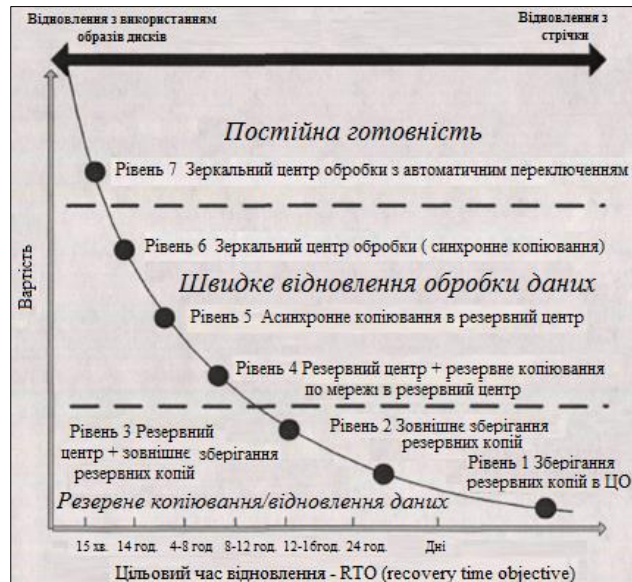 Відновлення з використанням
образів дисків
Відновлення з
стрічки
Вартість
Постійна готовність
Рівень 7 Зеркальний центр обробки з автоматичним переключенням
Рівень 6 Зеркальний центр обробки ( синхронне копіювання)
Швидке відновлення обробки даних
Рівень 5 Асинхронне копіювання в резервний центр
Рівень 4 Резервний центр + резервне копіювання
по мережі в резервний центр
Рівень 3 Резервний
центр + зовнішнє зберігання
резервних копій
Рівень 2 Зовнішнє зберігання
резервних копій
Рівень 1 Зберігання
резервних копій в ЦО
Резервне копіювання/відновлення даних
15 хв. 14 год. 4-8 год. 8-12 год. 12-16год. 24 год. Дні
Цільовий час відновлення - RTO (recovery time objective)